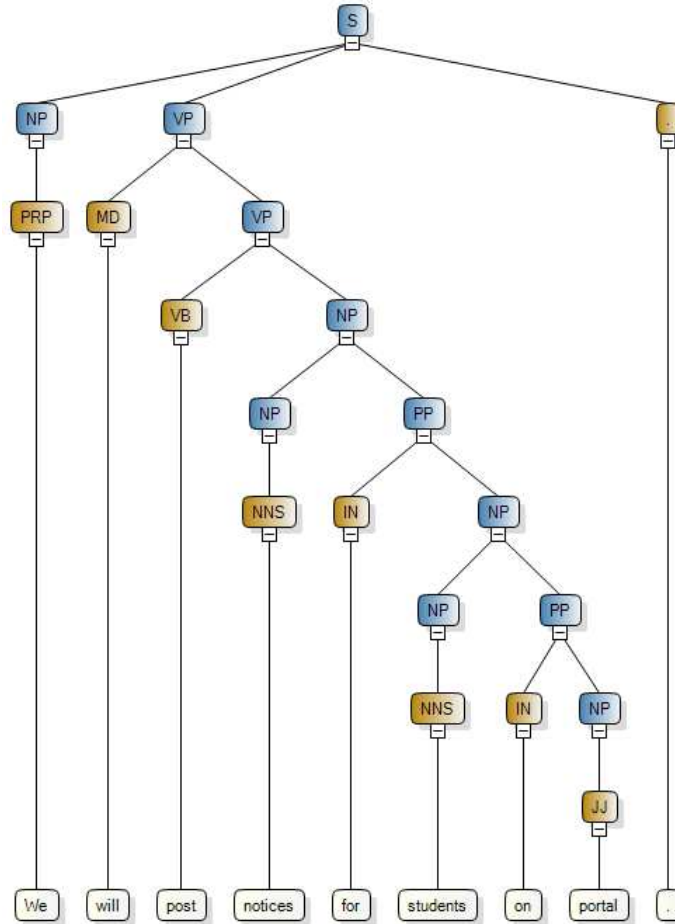 S
NP VP .
PRP MD VP
VB NP
NP PP
NNS IN NP
NP PP
NNS IN NP
JJ
We will post notices for students on portal .